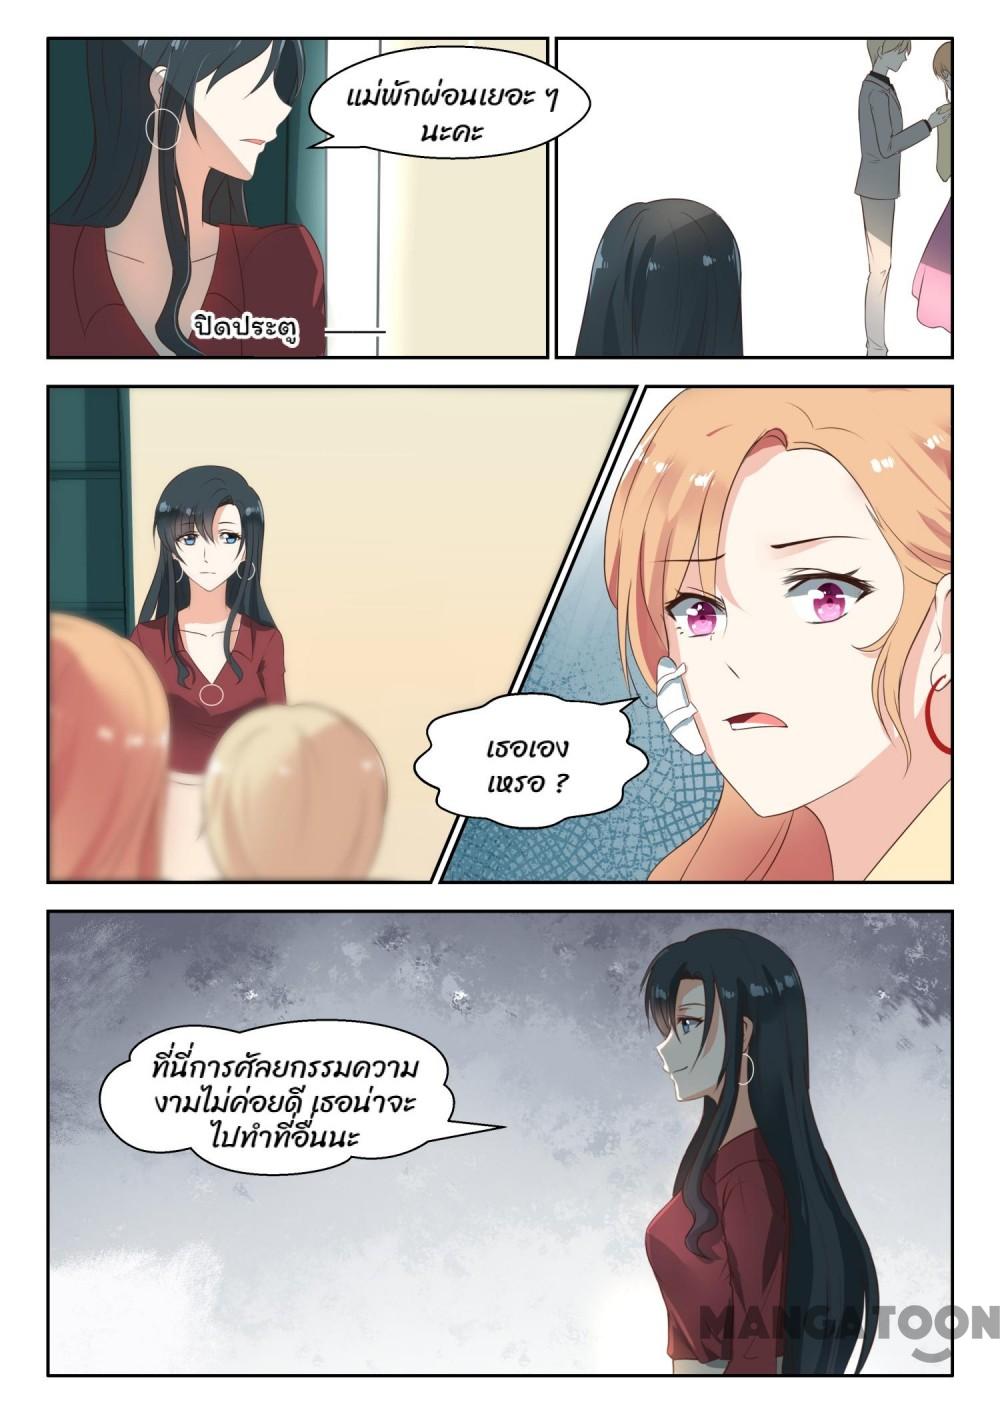 แม่พักผ่อนเยอะ ๆ
นะคะ
ปิดประตู
เธอเอง
เหรอ ?
ที่นี่การศัลยกรรมความ
งามไม่ค่อยดี เธอน่าจะ
ไปทำที่อื่นนะ
MANGATOON